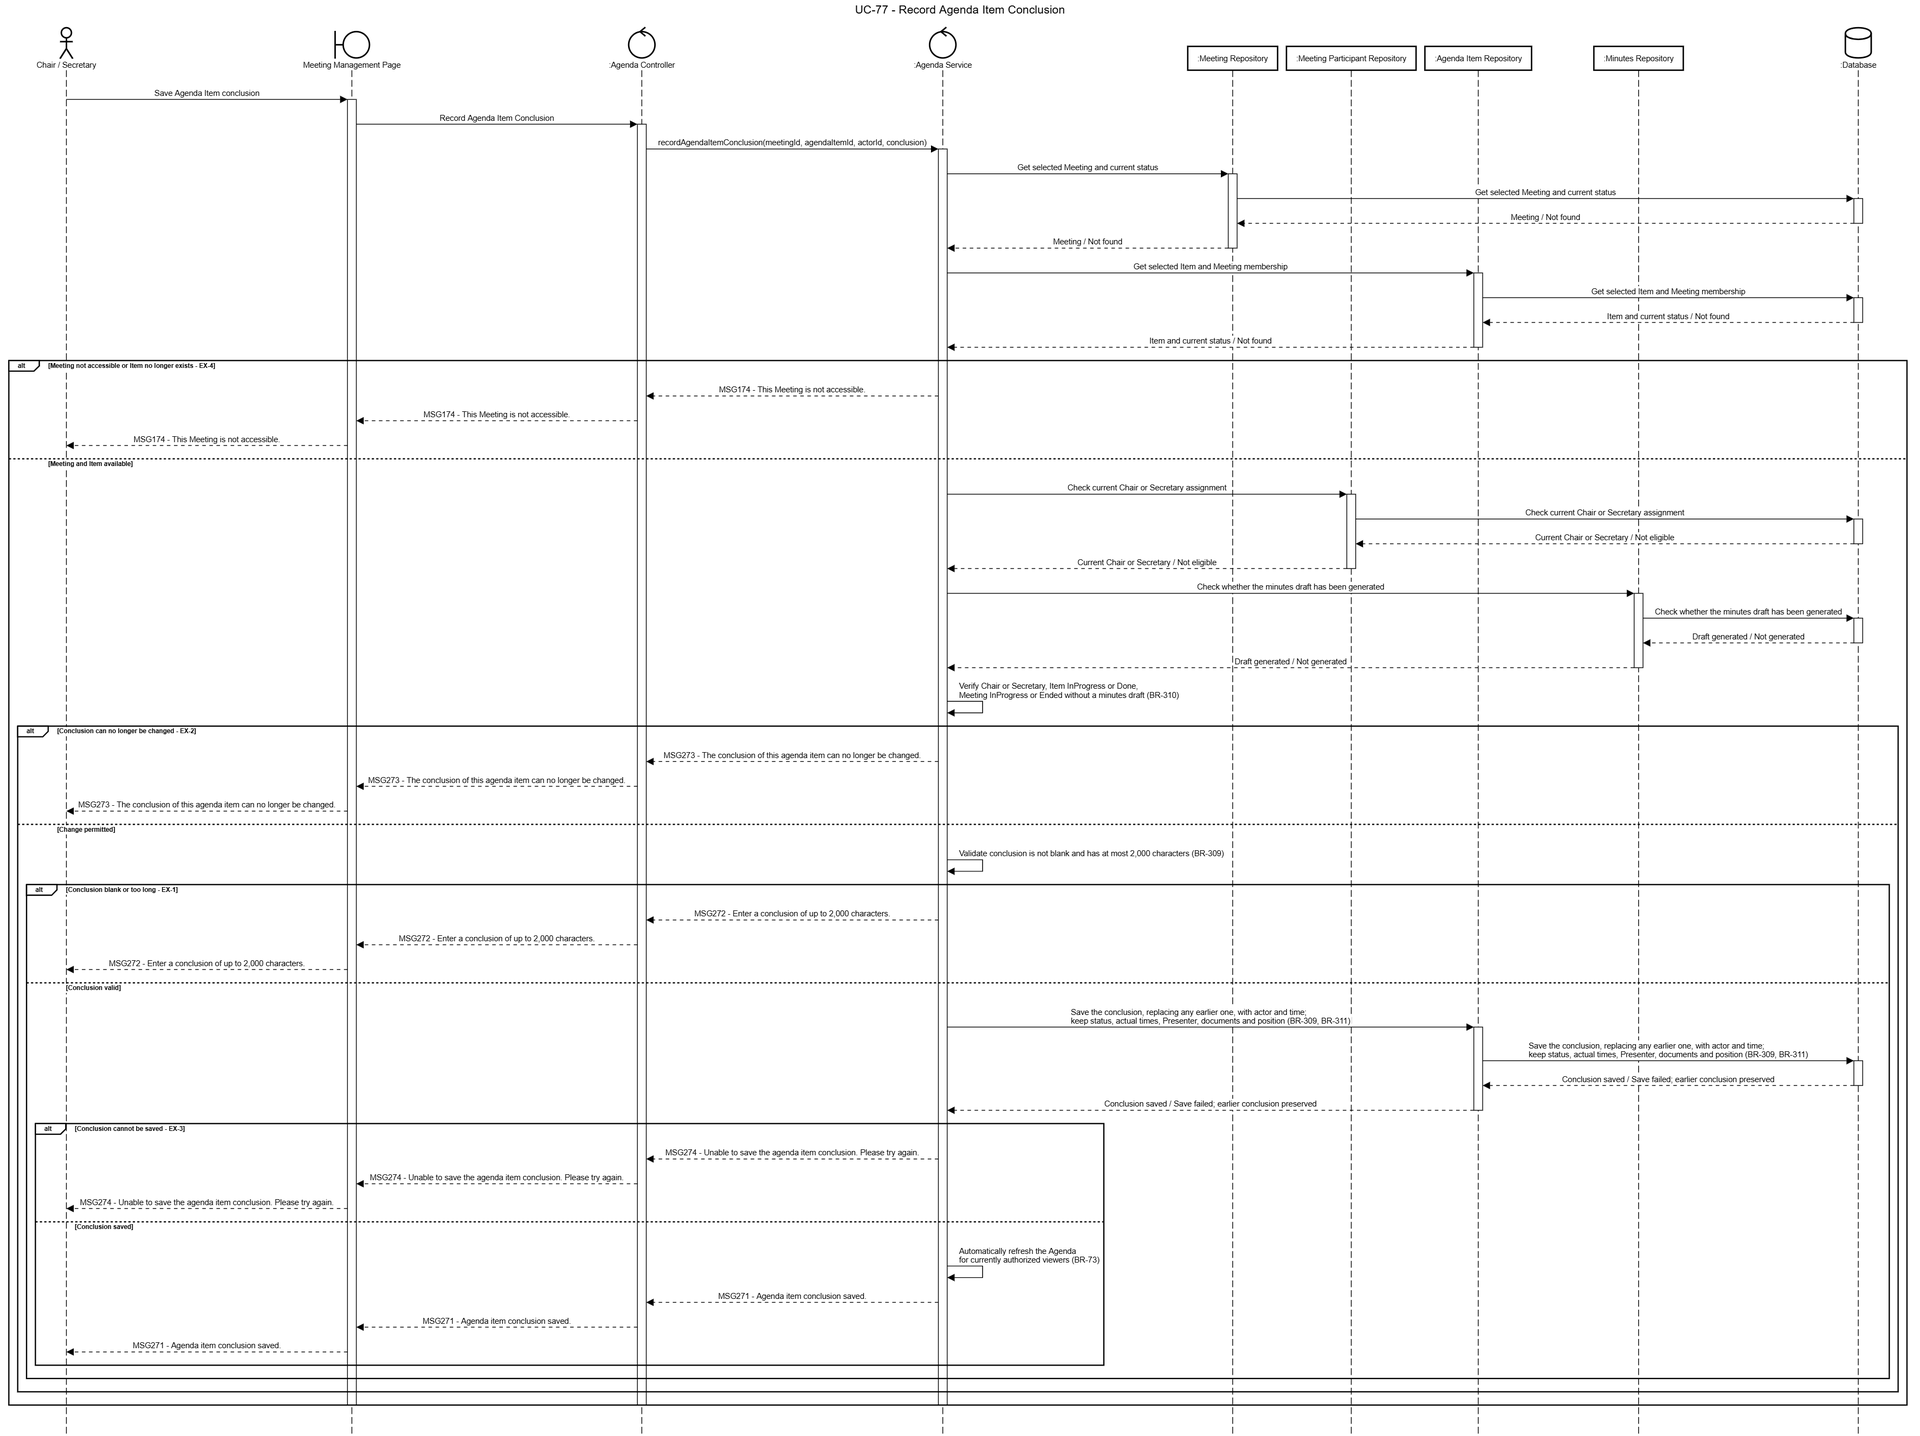 UC-77 - Record Agenda Item Conclusion
Chair / Secretary
Meeting Management Page
:Agenda Controller
:Agenda Service
:Meeting Repository
:Meeting Participant Repository
:Agenda Item Repository
:Minutes Repository
:Database
Save Agenda Item conclusion
Record Agenda Item Conclusion
recordAgendaItemConclusion(meetingId, agendaItemId, actorId, conclusion)
Get selected Meeting and current status
Get selected Meeting and current status
Meeting / Not found
Meeting / Not found
Get selected Item and Meeting membership
Get selected Item and Meeting membership
Item and current status / Not found
Item and current status / Not found
alt
[Meeting not accessible or Item no longer exists - EX-4]
MSG174 - This Meeting is not accessible.
MSG174 - This Meeting is not accessible.
MSG174 - This Meeting is not accessible.
[Meeting and Item available]
Check current Chair or Secretary assignment
Check current Chair or Secretary assignment
Current Chair or Secretary / Not eligible
Current Chair or Secretary / Not eligible
Check whether the minutes draft has been generated
Check whether the minutes draft has been generated
Draft generated / Not generated
Draft generated / Not generated
Verify Chair or Secretary, Item InProgress or Done,
Meeting InProgress or Ended without a minutes draft (BR-310)
alt
[Conclusion can no longer be changed - EX-2]
MSG273 - The conclusion of this agenda item can no longer be changed.
MSG273 - The conclusion of this agenda item can no longer be changed.
MSG273 - The conclusion of this agenda item can no longer be changed.
[Change permitted]
Validate conclusion is not blank and has at most 2,000 characters (BR-309)
alt
[Conclusion blank or too long - EX-1]
MSG272 - Enter a conclusion of up to 2,000 characters.
MSG272 - Enter a conclusion of up to 2,000 characters.
MSG272 - Enter a conclusion of up to 2,000 characters.
[Conclusion valid]
Save the conclusion, replacing any earlier one, with actor and time;
keep status, actual times, Presenter, documents and position (BR-309, BR-311)
Save the conclusion, replacing any earlier one, with actor and time;
keep status, actual times, Presenter, documents and position (BR-309, BR-311)
Conclusion saved / Save failed; earlier conclusion preserved
Conclusion saved / Save failed; earlier conclusion preserved
alt
[Conclusion cannot be saved - EX-3]
MSG274 - Unable to save the agenda item conclusion. Please try again.
MSG274 - Unable to save the agenda item conclusion. Please try again.
MSG274 - Unable to save the agenda item conclusion. Please try again.
[Conclusion saved]
Automatically refresh the Agenda
for currently authorized viewers (BR-73)
MSG271 - Agenda item conclusion saved.
MSG271 - Agenda item conclusion saved.
MSG271 - Agenda item conclusion saved.